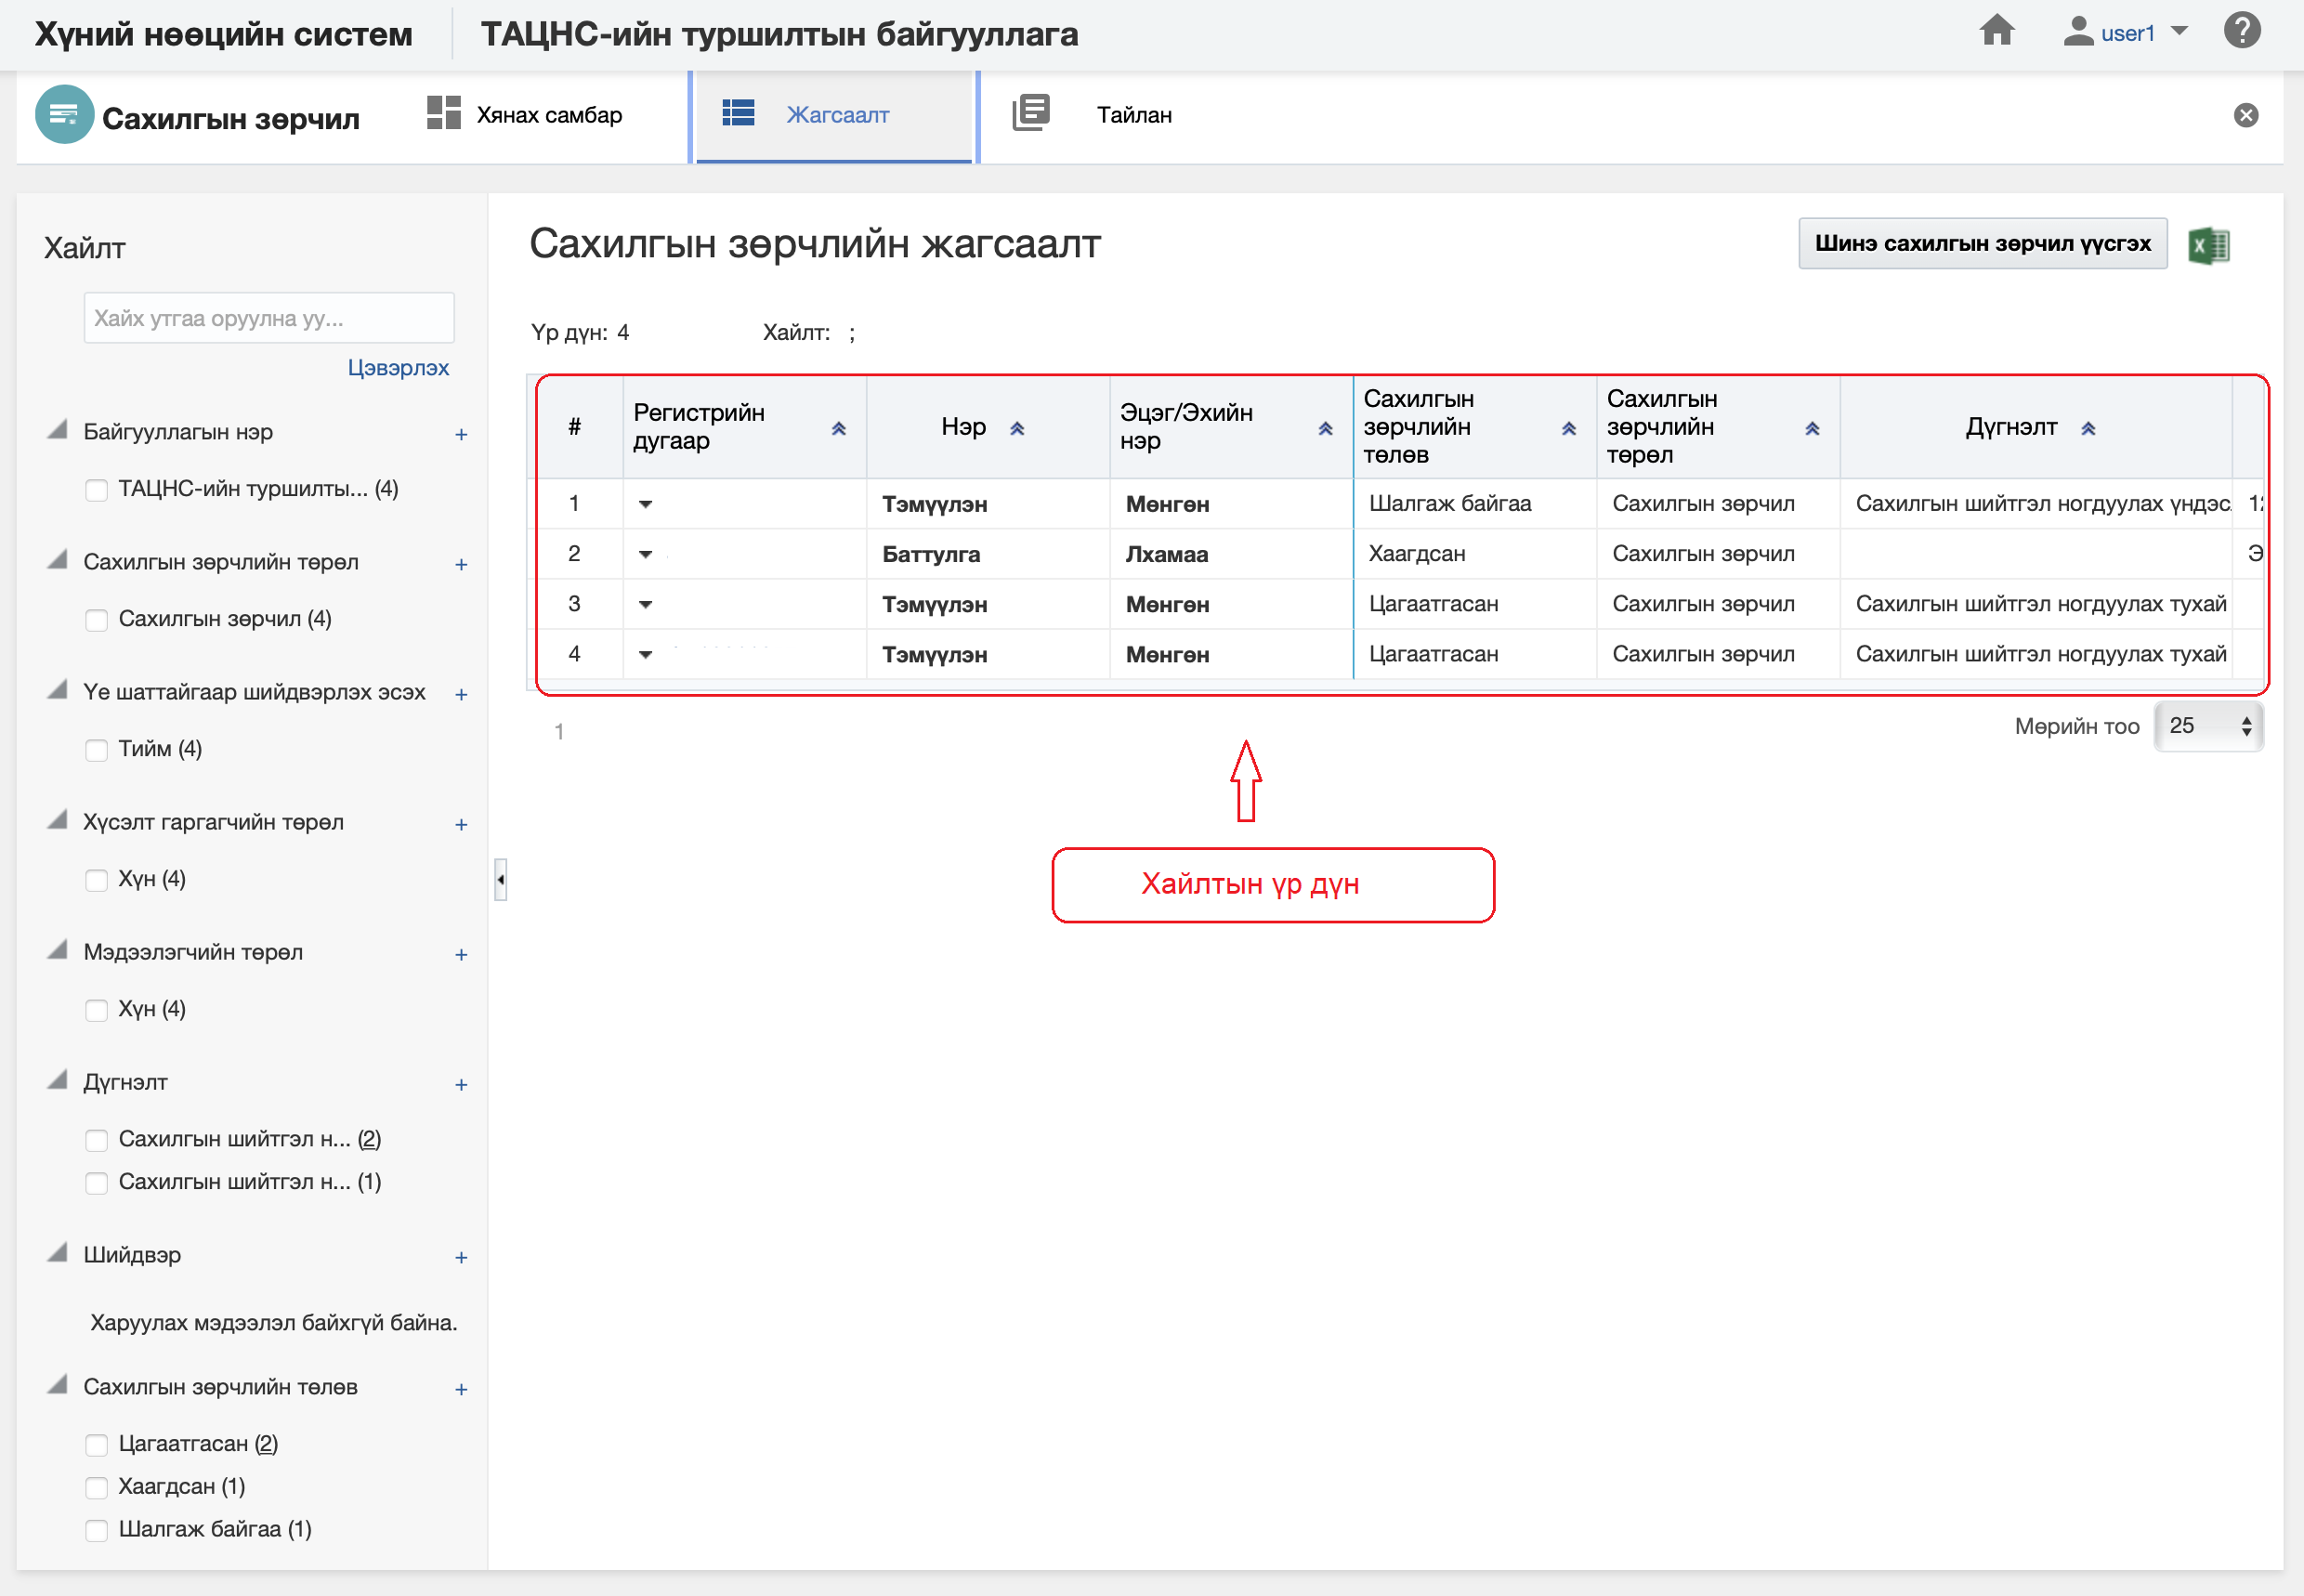 Хүний нөөцийн систем
ТАЦНС-ийн туршилтын байгууллага
user1
Сахилгын зөрчил
Хянах самбар
Жагсаалт
Тайлан
Хайлт
Хайх утгаа оруулна уу...
Цэвэрлэх
Байгууллагын нэр +
ТАЦНС-ийн туршилты... (4)
Сахилгын зөрчлийн төрөл +
Сахилгын зөрчил (4)
Үе шаттайгаар шийдвэрлэх эсэх +
Тийм (4)
Хүсэлт гаргагчийн төрөл +
Хүн (4)
Мэдээлэгчийн төрөл +
Хүн (4)
Дүгнэлт +
Сахилгын шийтгэл н... (2)
Сахилгын шийтгэл н... (1)
Шийдвэр +
Харуулах мэдээлэл байхгүй байна.
Сахилгын зөрчлийн төлөв +
Цагаатгасан (2)
Хаагдсан (1)
Шалгаж байгаа (1)
Сахилгын зөрчлийн жагсаалт
Шинэ сахилгын зөрчил үүсгэх
Үр дүн: 4 Хайлт: ;
# Регистрийн дугаар Нэр Эцэг/Эхийн нэр Сахилгын зөрчлийн төлөв Сахилгын зөрчлийн төрөл Дүгнэлт
1 Тэмүүлэн Мөнгөн Шалгаж байгаа Сахилгын зөрчил Сахилгын шийтгэл ногдуулах үндэс
2 Баттулга Лхамаа Хаагдсан Сахилгын зөрчил Э
3 Тэмүүлэн Мөнгөн Цагаатгасан Сахилгын зөрчил Сахилгын шийтгэл ногдуулах тухай
4 Тэмүүлэн Мөнгөн Цагаатгасан Сахилгын зөрчил Сахилгын шийтгэл ногдуулах тухай
1
Мөрийн тоо 25
Хайлтын үр дүн